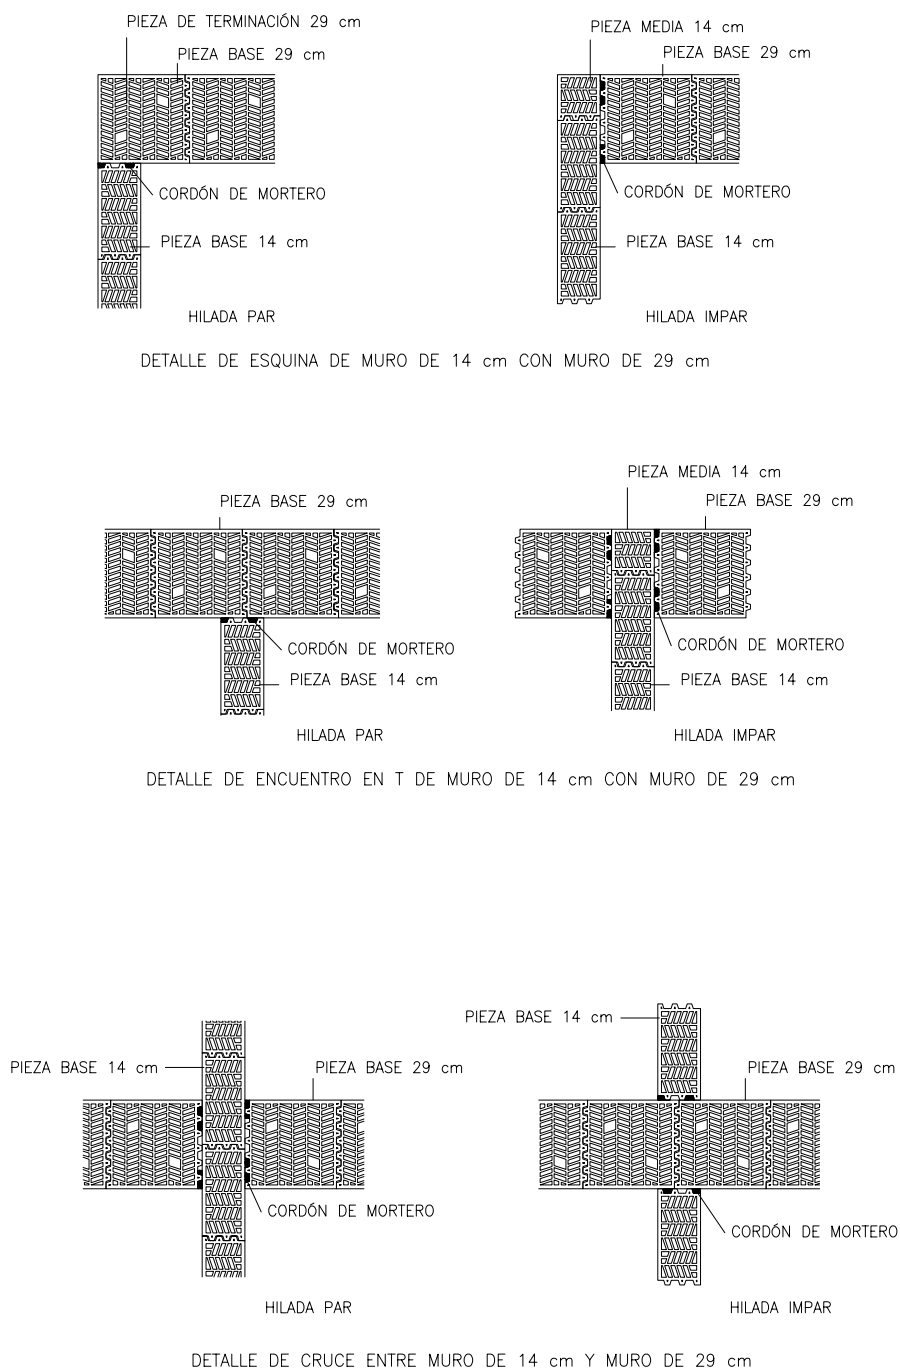 PIEZA DE TERMINACIÓN 29 cm
PIEZA BASE 29 cm
CORDÓN DE MORTERO
PIEZA BASE 14 cm
HILADA PAR
PIEZA MEDIA 14 cm
PIEZA BASE 29 cm
CORDÓN DE MORTERO
PIEZA BASE 14 cm
HILADA IMPAR
DETALLE DE ESQUINA DE MURO DE 14 cm CON MURO DE 29 cm
PIEZA BASE 29 cm
CORDÓN DE MORTERO
PIEZA BASE 14 cm
HILADA PAR
PIEZA MEDIA 14 cm
PIEZA BASE 29 cm
CORDÓN DE MORTERO
PIEZA BASE 14 cm
HILADA IMPAR
DETALLE DE ENCUENTRO EN T DE MURO DE 14 cm CON MURO DE 29 cm
PIEZA BASE 14 cm
PIEZA BASE 29 cm
CORDÓN DE MORTERO
HILADA PAR
PIEZA BASE 14 cm
PIEZA BASE 29 cm
CORDÓN DE MORTERO
HILADA IMPAR
DETALLE DE CRUCE ENTRE MURO DE 14 cm Y MURO DE 29 cm